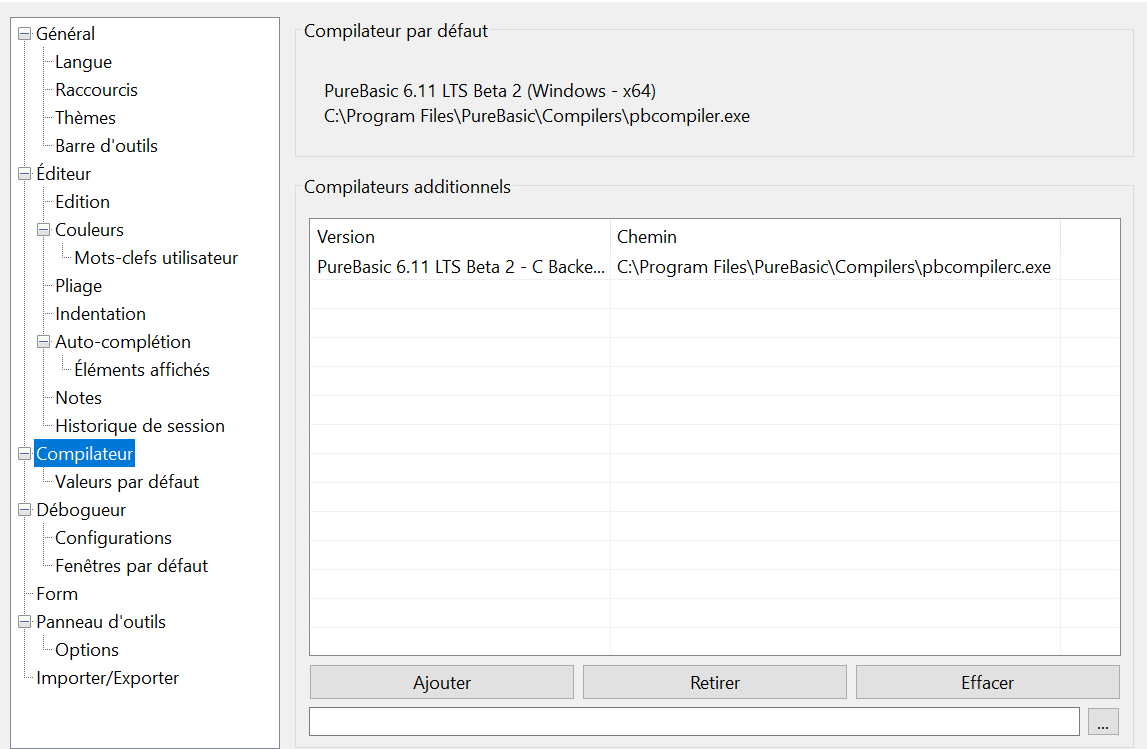 Général
Langue
Raccourcis
Thèmes
Barre d'outils
Éditeur
Edition
Couleurs
Mots-clefs utilisateur
Pliage
Indentation
Auto-complétion
Éléments affichés
Notes
Historique de session
Compilateur
Valeurs par défaut
Débogueur
Configurations
Fenêtres par défaut
Form
Panneau d'outils
Options
Importer/Exporter
Compilateur par défaut
PureBasic 6.11 LTS Beta 2 (Windows - x64)
C:\Program Files\PureBasic\Compilers\pbcompiler.exe
Compilateurs additionnels
Version Chemin
PureBasic 6.11 LTS Beta 2 - C Backe... C:\Program Files\PureBasic\Compilers\pbcompilerc.exe
Ajouter Retirer Effacer
...